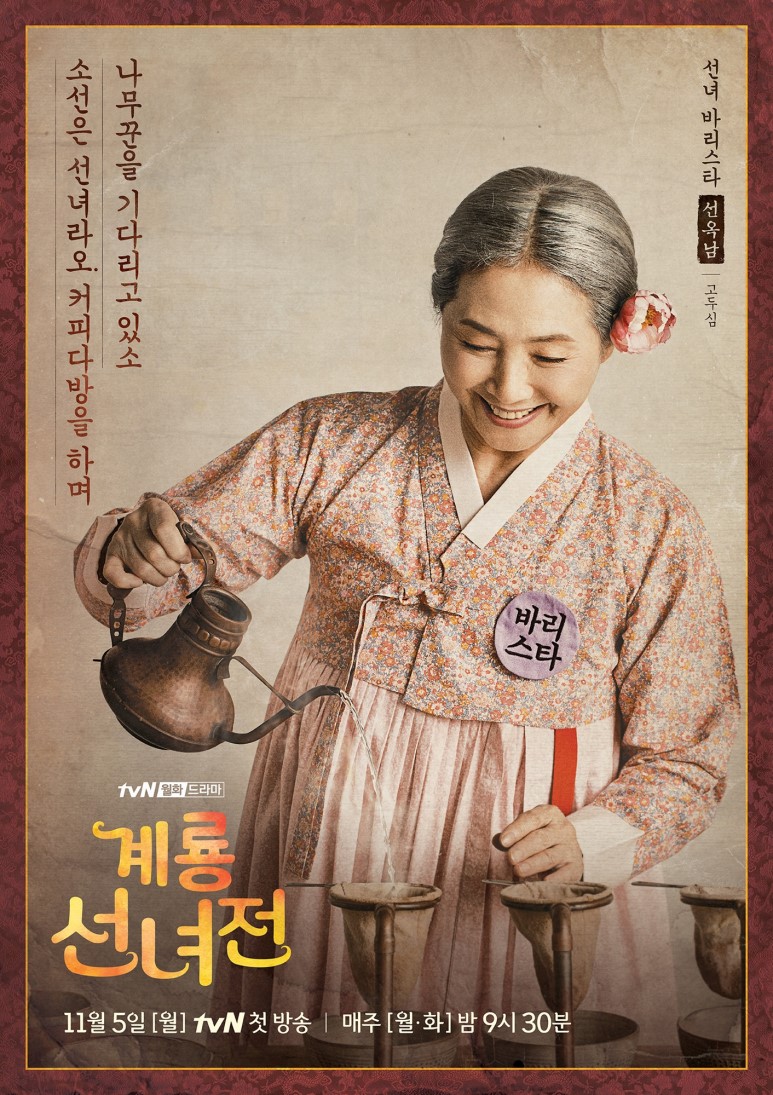 나무꾼을 기다리고 있소
소선은 선녀라오. 커피다방을 하며
선녀 바리스타 선옥남 고두심
바리
스타
tvN 월화 드라마
계룡
선녀전
11월 5일 [월] tvN 첫 방송 | 매주 [월·화] 밤 9시 30분